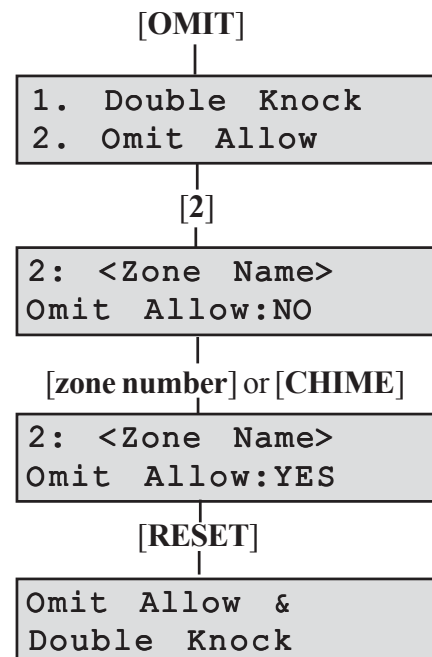 [OMIT]
1. Double Knock
2. Omit Allow
[2]
2: <Zone Name>
Omit Allow:NO
[zone number] or [CHIME]
2: <Zone Name>
Omit Allow:YES
[RESET]
Omit Allow &
Double Knock